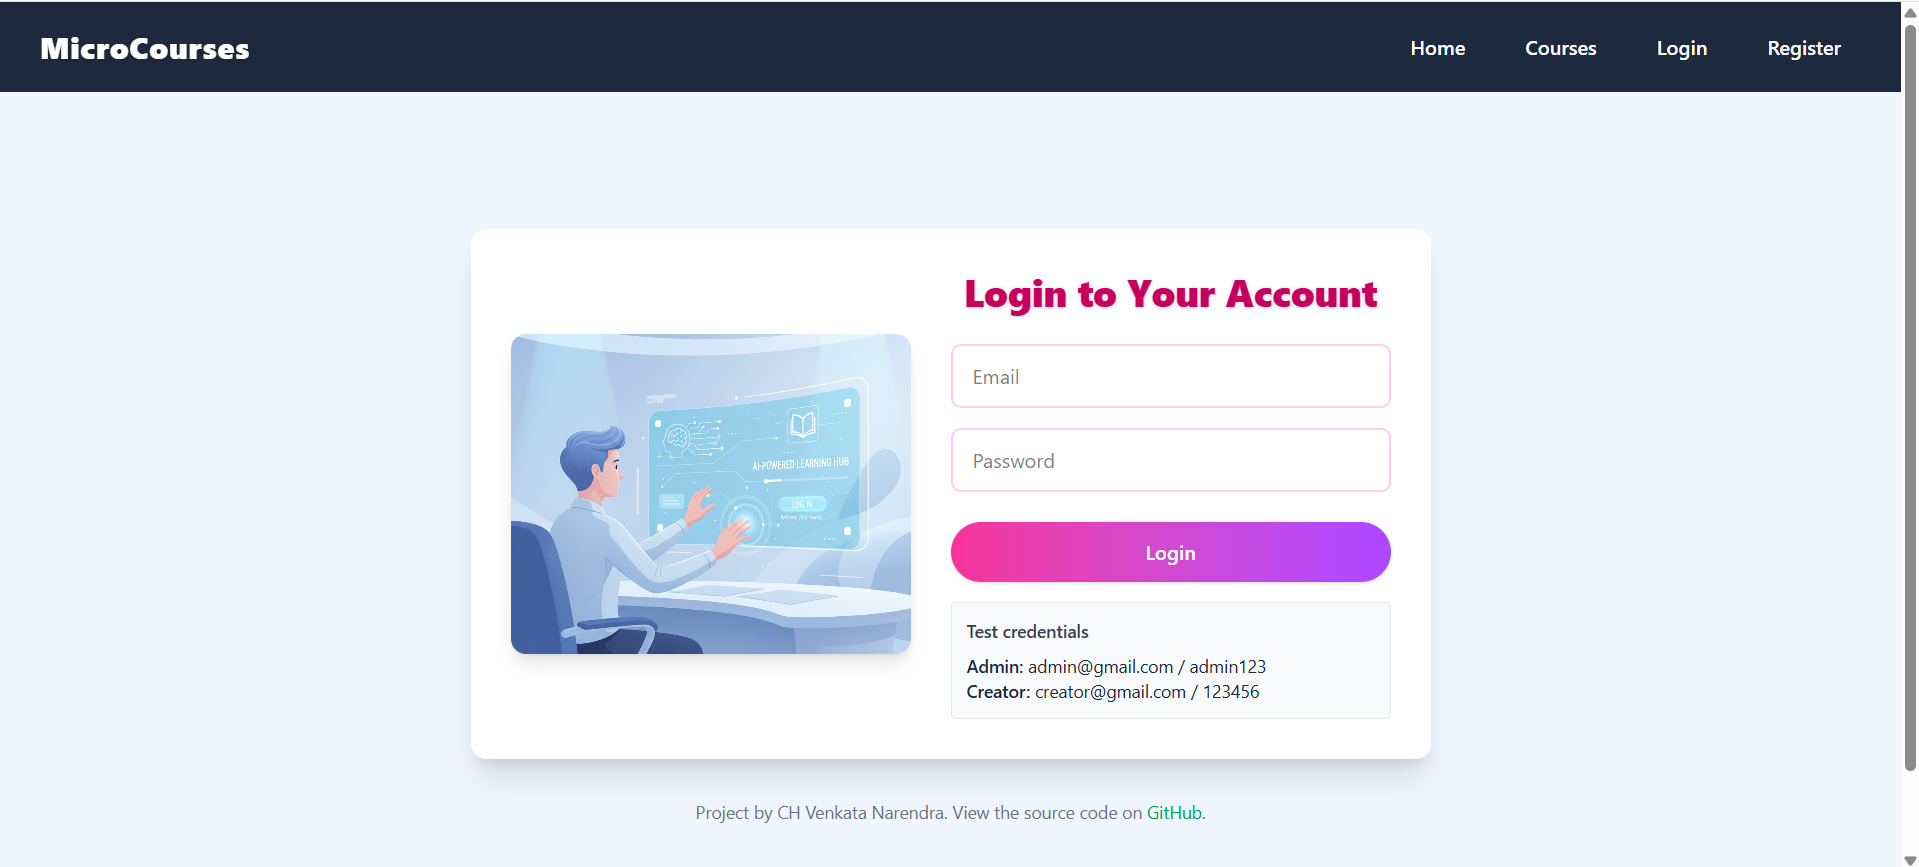 MicroCourses
Home Courses Login Register
Login to Your Account
Email
Password
AI-POWERED LEARNING HUB
LOG IN
Login
Test credentials
Admin: admin@gmail.com / admin123
Creator: creator@gmail.com / 123456
Project by CH Venkata Narendra. View the source code on GitHub.